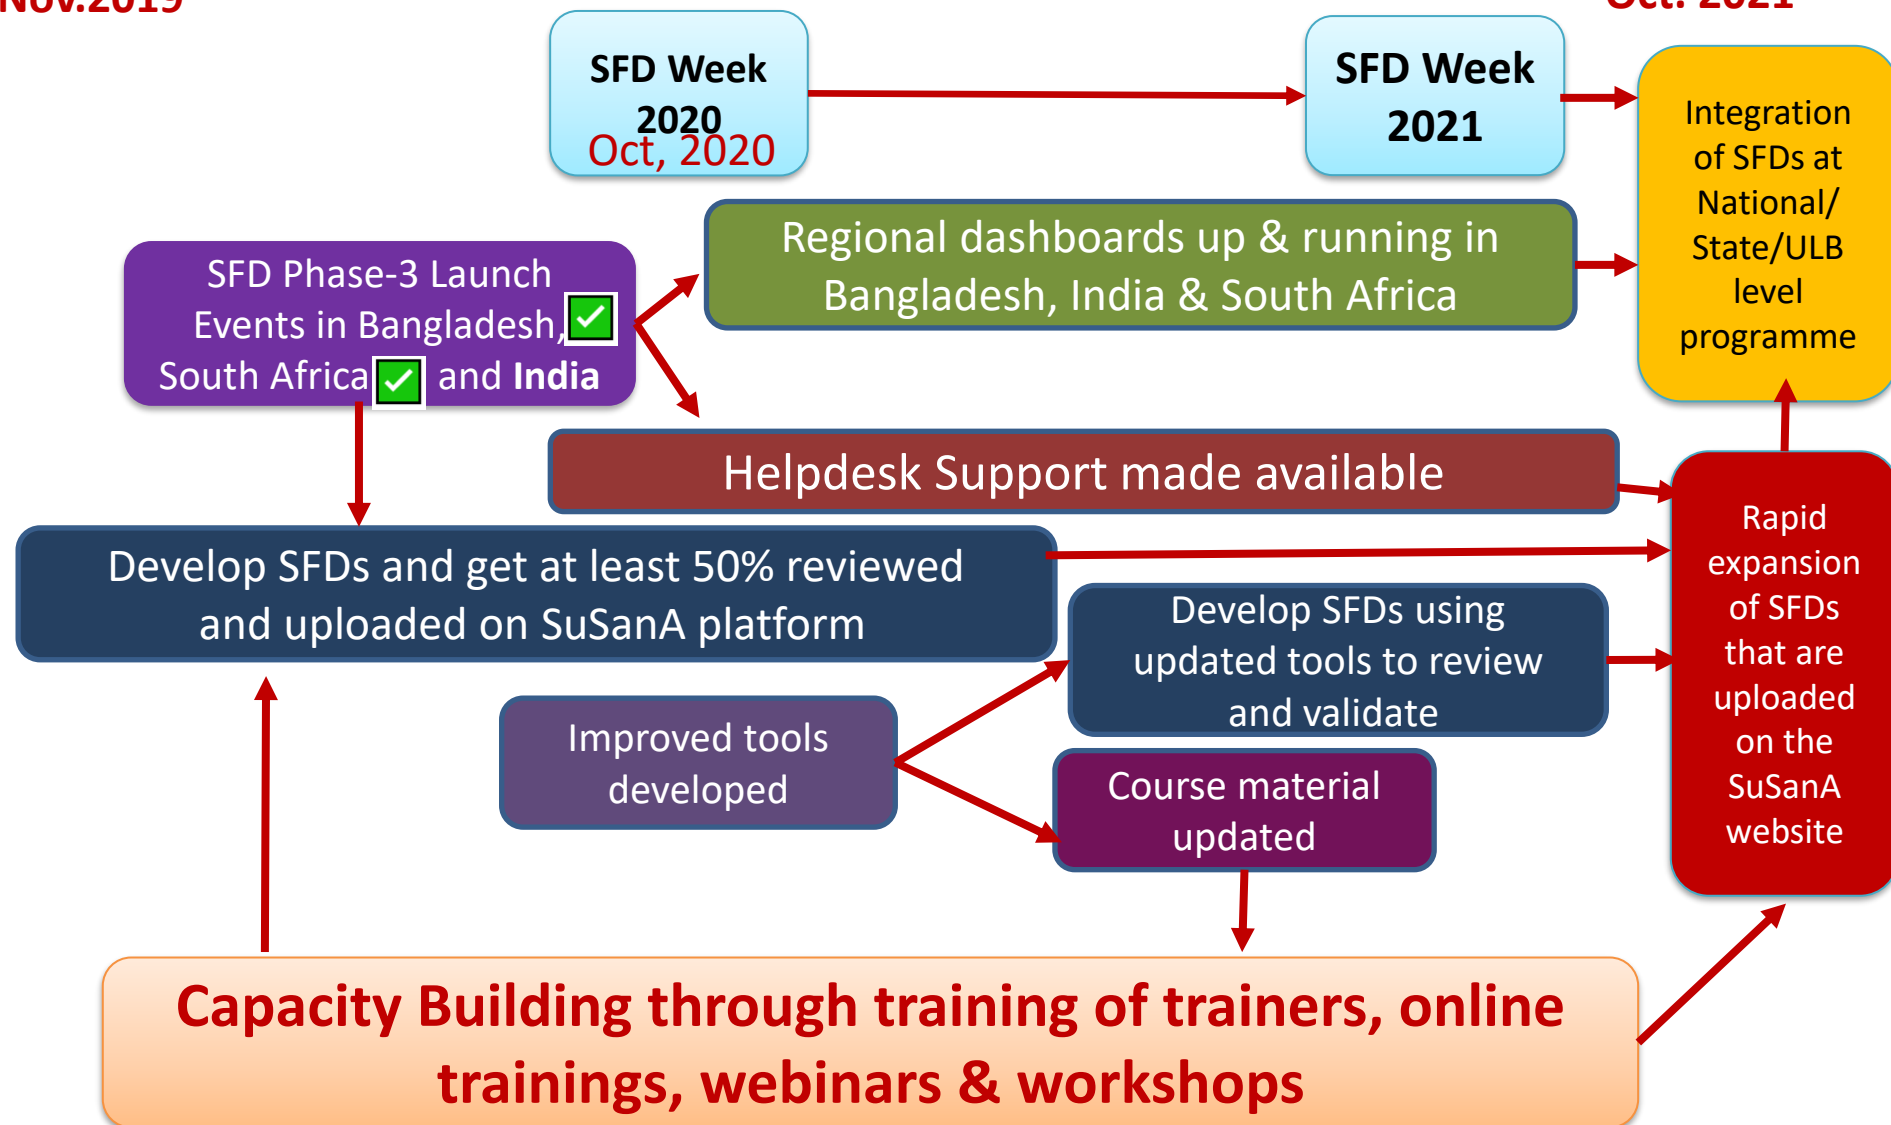 Nov.2019
Oct. 2021
SFD Week
2020
Oct, 2020
SFD Week
2021
Integration
of SFDs at
National/
State/ULB
level
programme
Regional dashboards up & running in
Bangladesh, India & South Africa
SFD Phase-3 Launch
Events in Bangladesh,
South Africa and India
Helpdesk Support made available
Develop SFDs and get at least 50% reviewed
and uploaded on SuSanA platform
Rapid
expansion
of SFDs
that are
uploaded
on the
SuSanA
website
Develop SFDs using
updated tools to review
and validate
Improved tools
developed
Course material
updated
Capacity Building through training of trainers, online
trainings, webinars & workshops